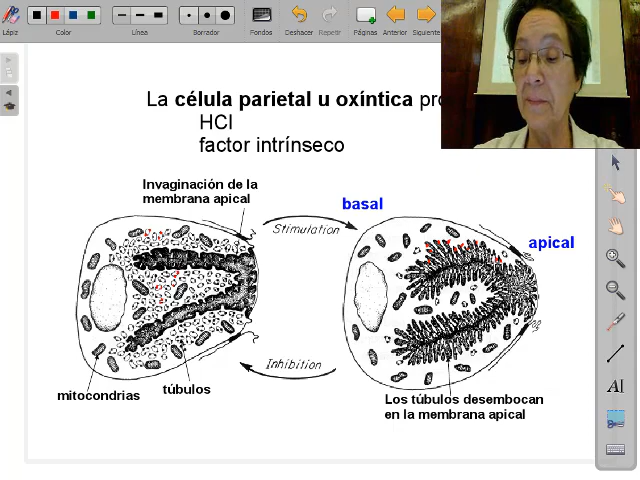 Lápiz
Color
Línea
Borrador
Fondos
Deshacer
Repetir
Páginas
Anterior
Siguiente
La célula parietal u oxíntica pro
HCl
factor intrínseco
Invaginación de la
membrana apical
basal
Stimulation
apical
Inhibition
mitocondrias
túbulos
Los túbulos desembocan
en la membrana apical
A